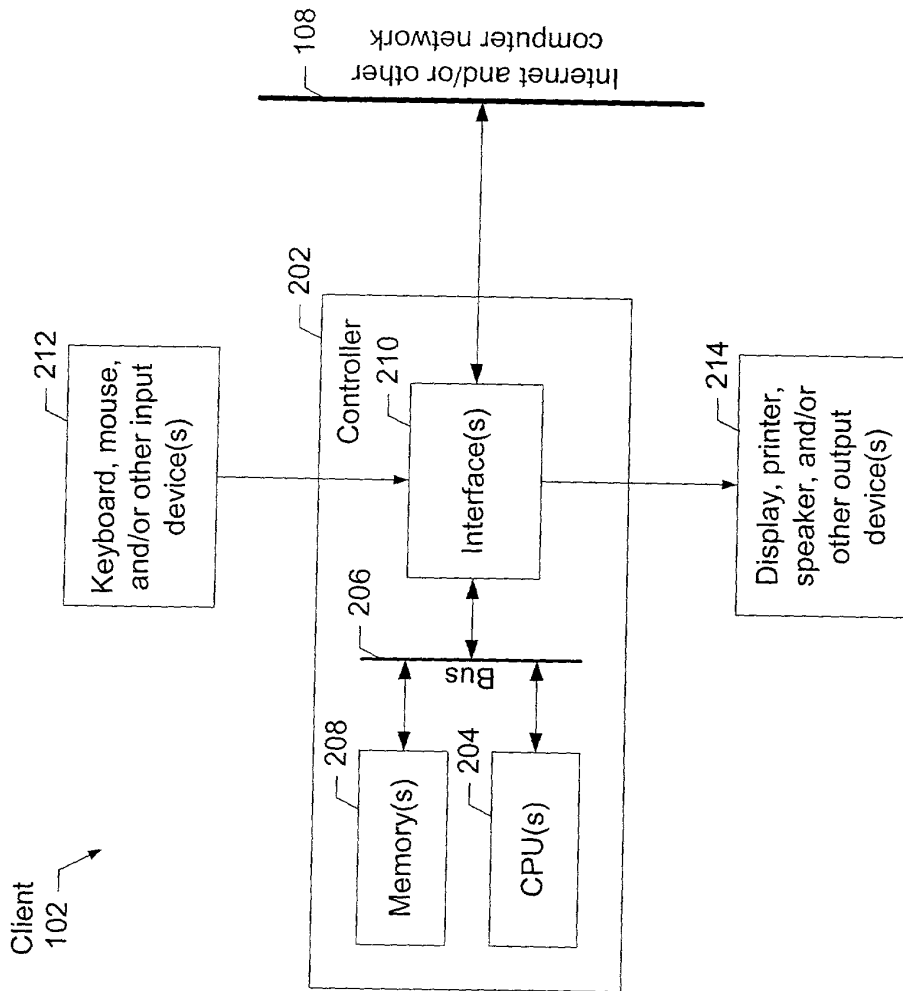 Client
102
212
Keyboard, mouse,
and/or other input
device(s)
202
Controller
208
Memory(s)
204
CPU(s)
206
Bus
210
Interface(s)
108
Internet and/or other
computer network
214
Display, printer,
speaker, and/or
other output
device(s)